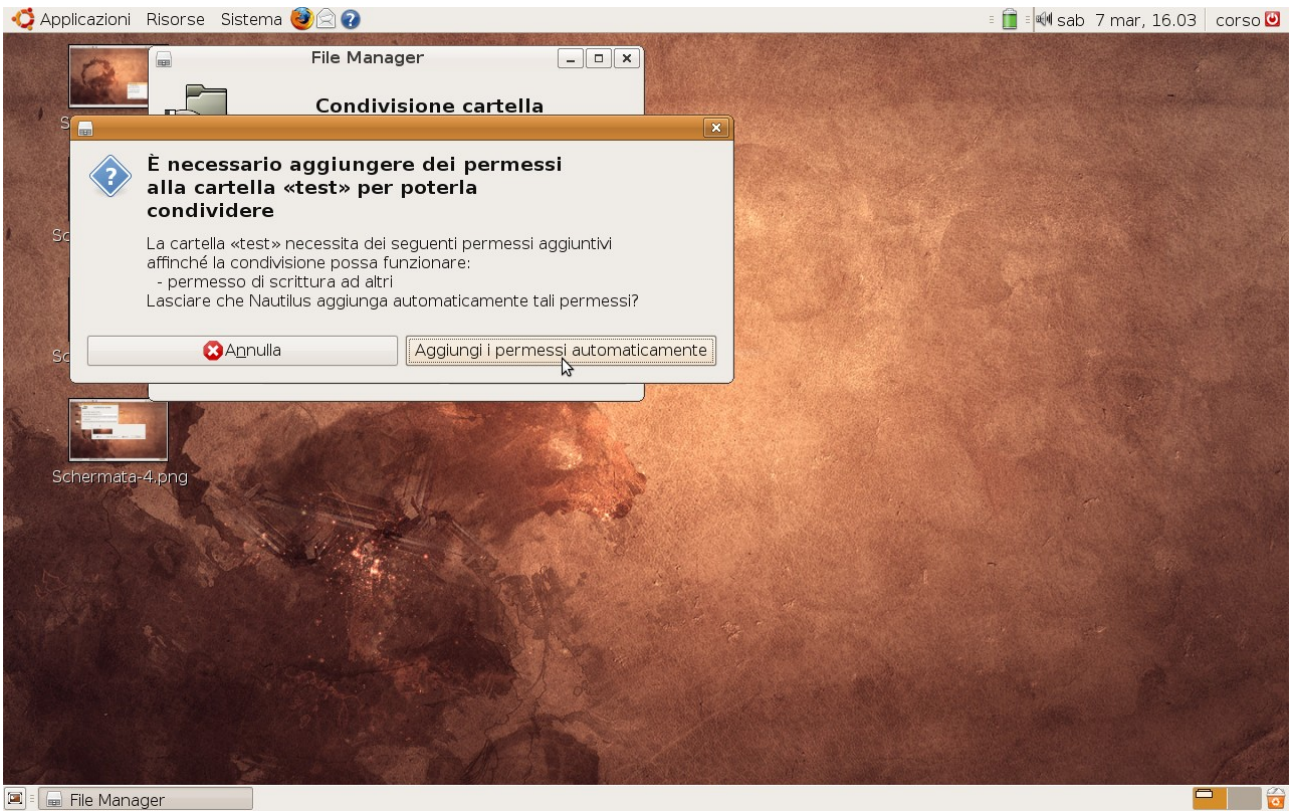 Applicazioni Risorse Sistema
sab 7 mar, 16.03 corso
File Manager
Condivisione cartella
È necessario aggiungere dei permessi
alla cartella «test» per poterla
condividere
La cartella «test» necessita dei seguenti permessi aggiuntivi
affinché la condivisione possa funzionare:
- permesso di scrittura ad altri
Lasciare che Nautilus aggiunga automaticamente tali permessi?
Annulla
Aggiungi i permessi automaticamente
Schermata-4.png
File Manager